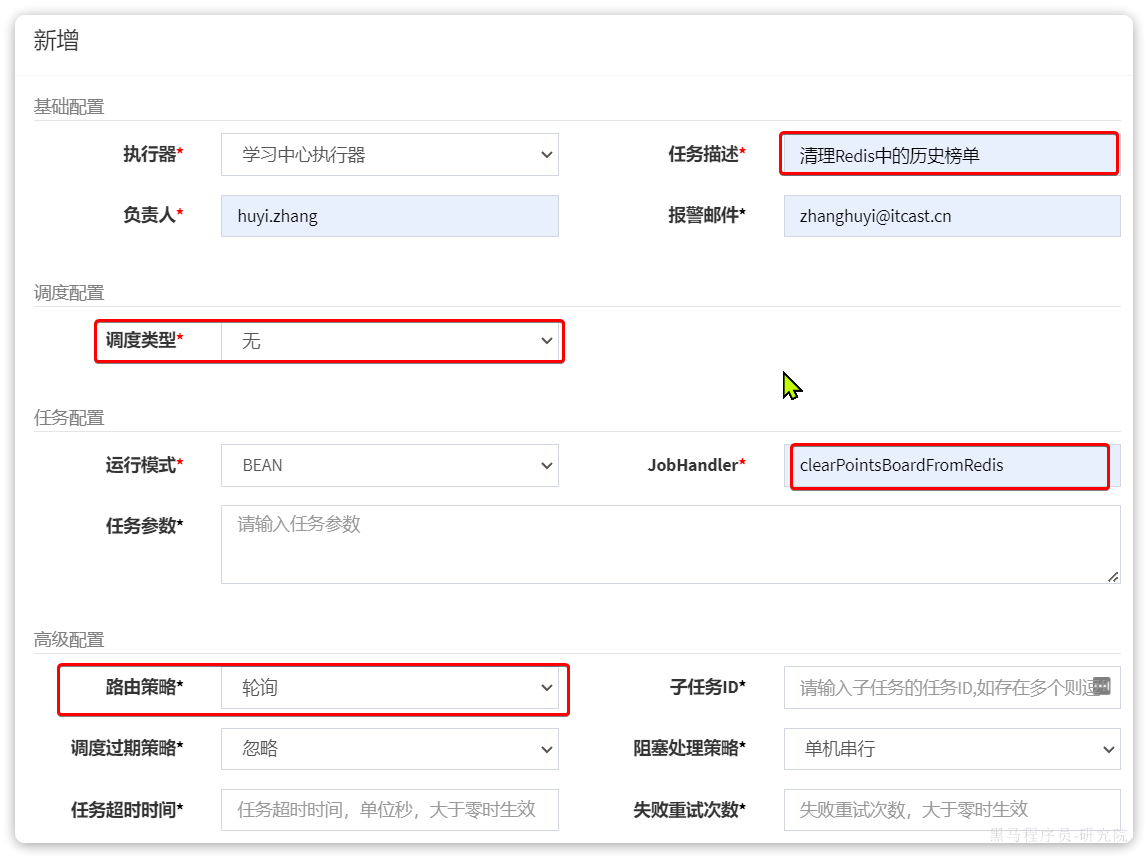 新增
基础配置
执行器* 学习中心执行器 任务描述* 清理Redis中的历史榜单
负责人* huyi.zhang 报警邮件* zhanghuyi@itcast.cn
调度配置
调度类型* 无
任务配置
运行模式* BEAN JobHandler* clearPointsBoardFromRedis
任务参数* 请输入任务参数
高级配置
路由策略* 轮询 子任务ID* 请输入子任务的任务ID,如存在多个则逗
调度过期策略* 忽略 阻塞处理策略* 单机串行
任务超时时间* 任务超时时间，单位秒，大于零时生效 失败重试次数* 失败重试次数，大于零时生效
黑马程序员-研究院